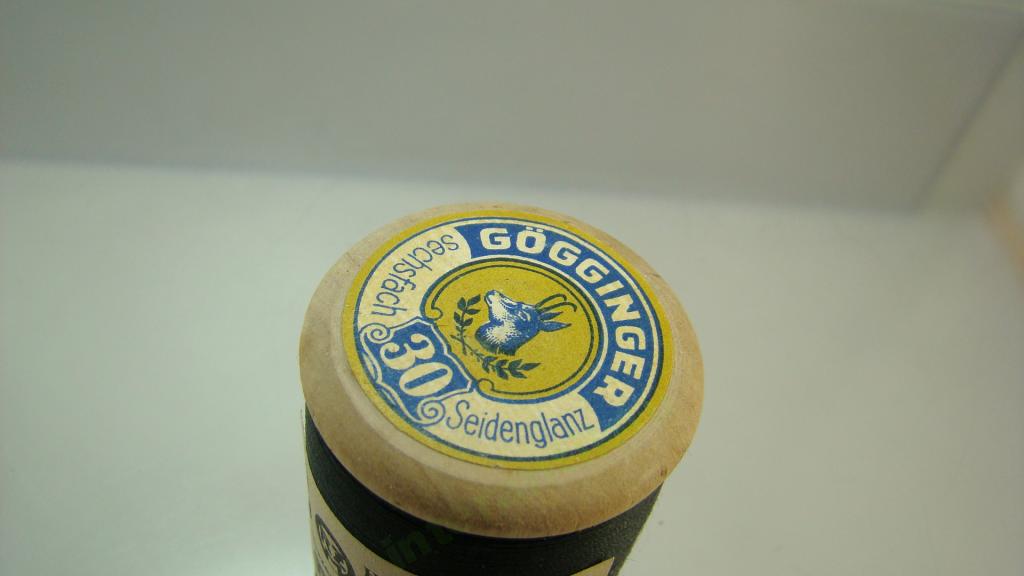 GÖGGINGER
sechsfach
30
Seidenglanz